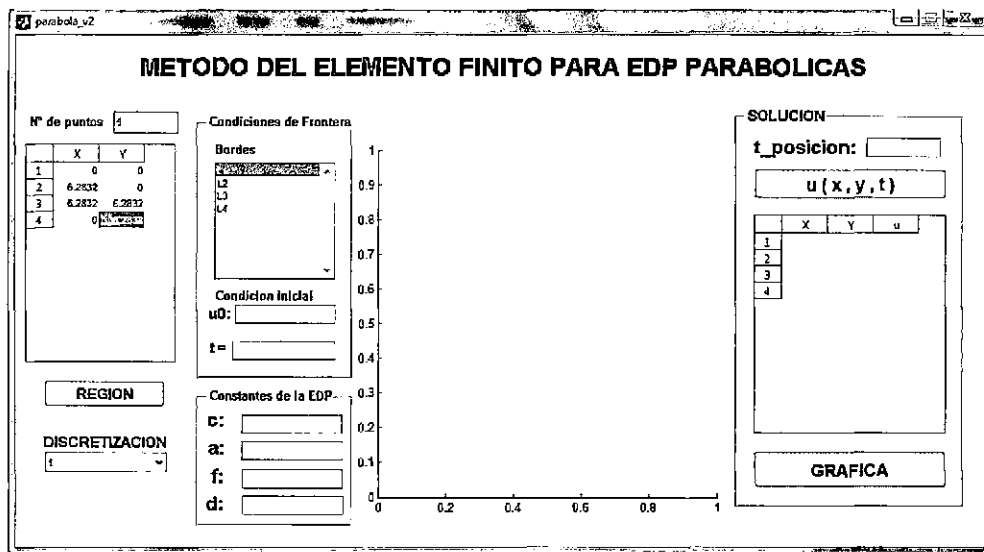 parabola_v2
METODO DEL ELEMENTO FINITO PARA EDP PARABOLICAS
Nº de puntos 4
X Y
1 0 0
2 6.2832 0
3 6.2832 6.2832
4 0
REGION
DISCRETIZACION
1
Condiciones de Frontera
Bordes
L2
L3
L4
Condicion inicial
u0:
t=
Constantes de la EDP
c:
a:
f:
d:
1
0.9
0.8
0.7
0.6
0.5
0.4
0.3
0.2
0.1
0
0 0.2 0.4 0.6 0.8 1
SOLUCION
t_posicion:
u(x,y,t)
X Y u
1
2
3
4
GRAFICA